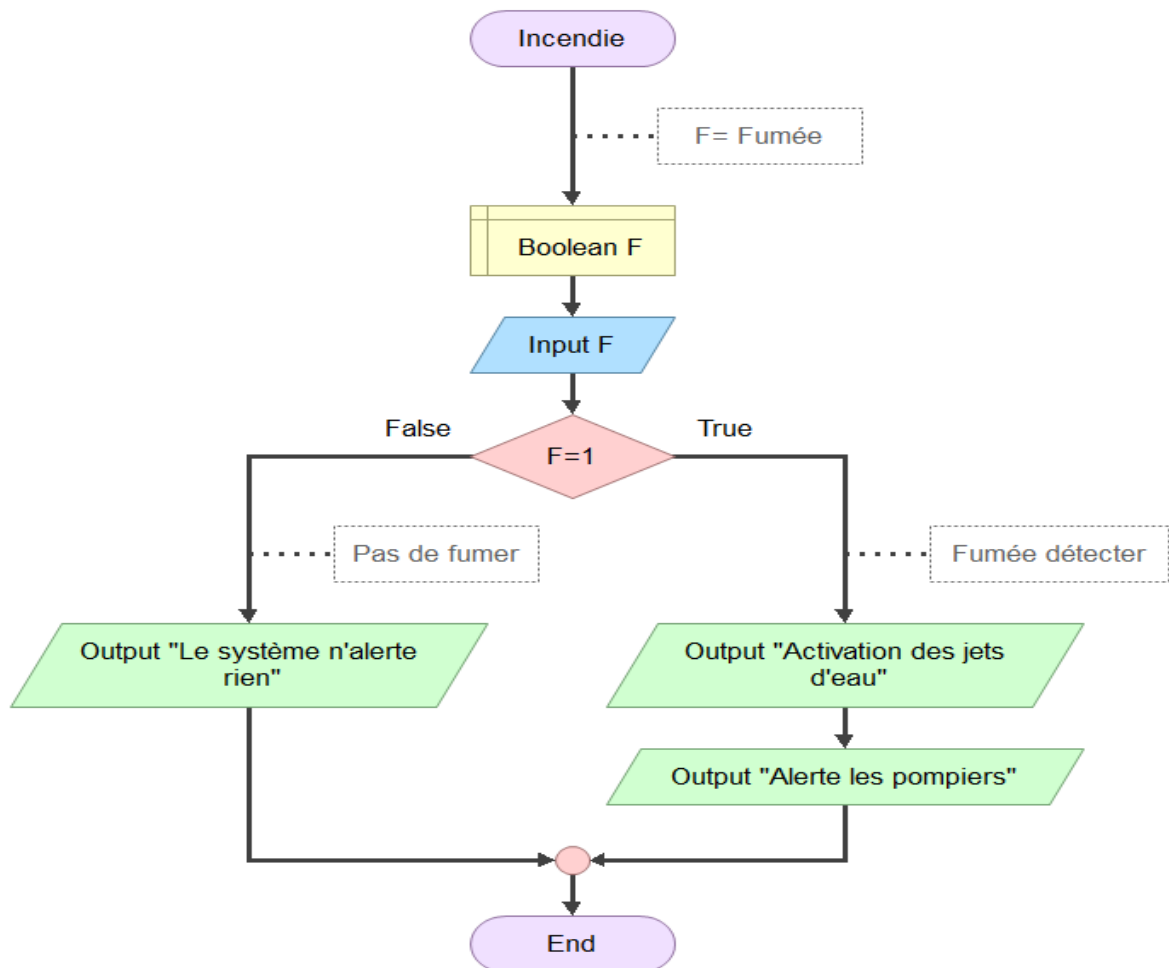 Incendie
F= Fumée
Boolean F
Input F
False
True
F=1
Pas de fumer
Fumée détecter
Output "Le système n'alerte
rien"
Output "Activation des jets
d'eau"
Output "Alerte les pompiers"
End